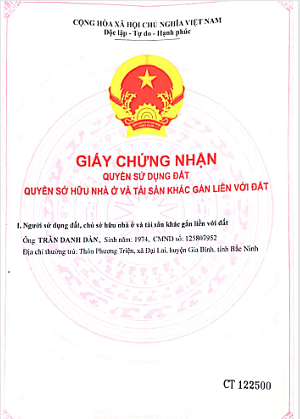 CỘNG HÒA XÃ HỘI CHỦ NGHĨA VIỆT NAM
Độc lập - Tự do - Hạnh phúc
GIẤY CHỨNG NHẬN
QUYỀN SỬ DỤNG ĐẤT
QUYỀN SỞ HỮU NHÀ Ở VÀ TÀI SẢN KHÁC GẮN LIỀN VỚI ĐẤT
I. Người sử dụng đất, chủ sở hữu nhà ở và tài sản khác gắn liền với đất
Ông TRẦN DANH DÀN, Sinh năm: 1974, CMND số: 125807952
Địa chỉ thường trú: Thôn Phương Triện, xã Đại Lai, huyện Gia Bình, tỉnh Bắc Ninh
CT 122500